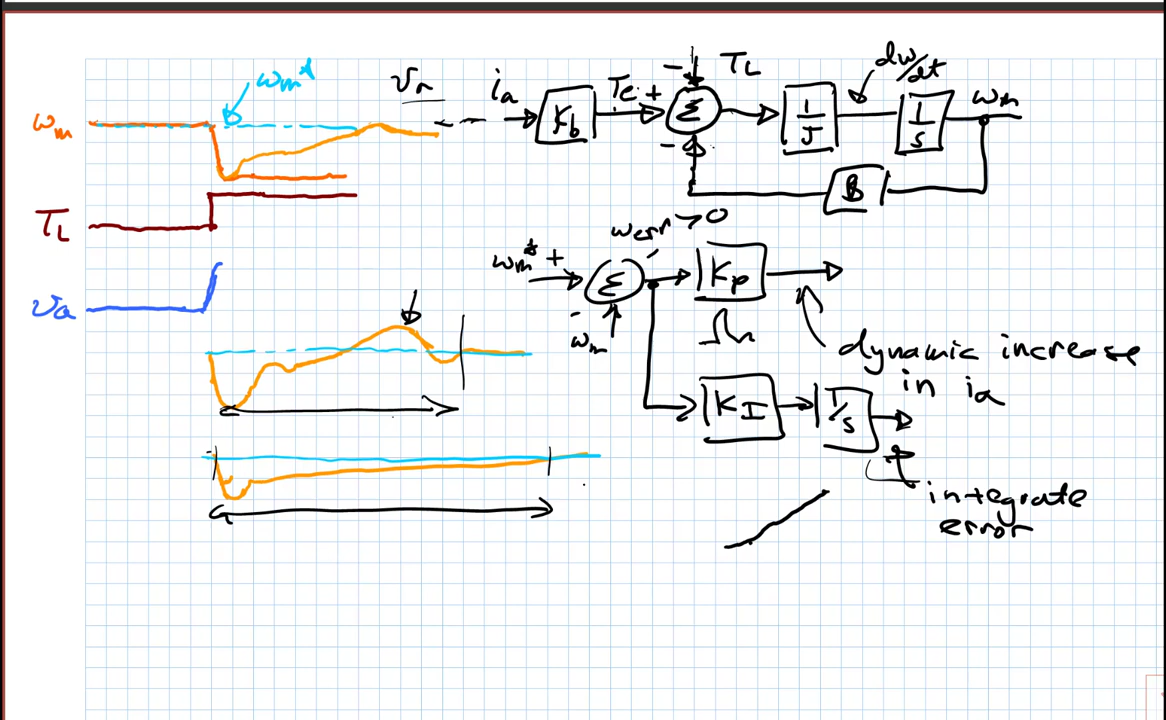 ωm*
ωm
TL
va
va
ia
Kb
Te +
Σ
-
TL
1/J
dω/dt
1/s
ωm
-
B
ωerr > 0
ωm* +
Σ
-
ωm
Kp
dynamic increase
in ia
KI
1/s
integrate
error